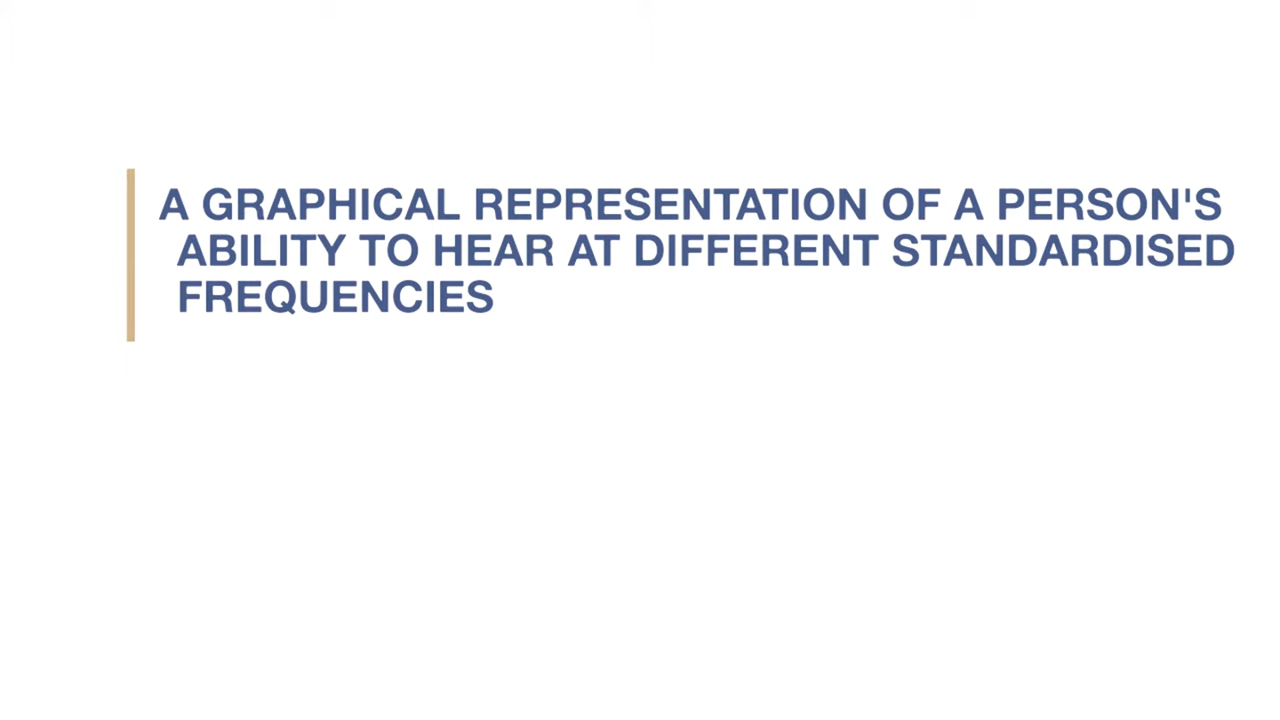 A GRAPHICAL REPRESENTATION OF A PERSON'S
ABILITY TO HEAR AT DIFFERENT STANDARDISED
FREQUENCIES